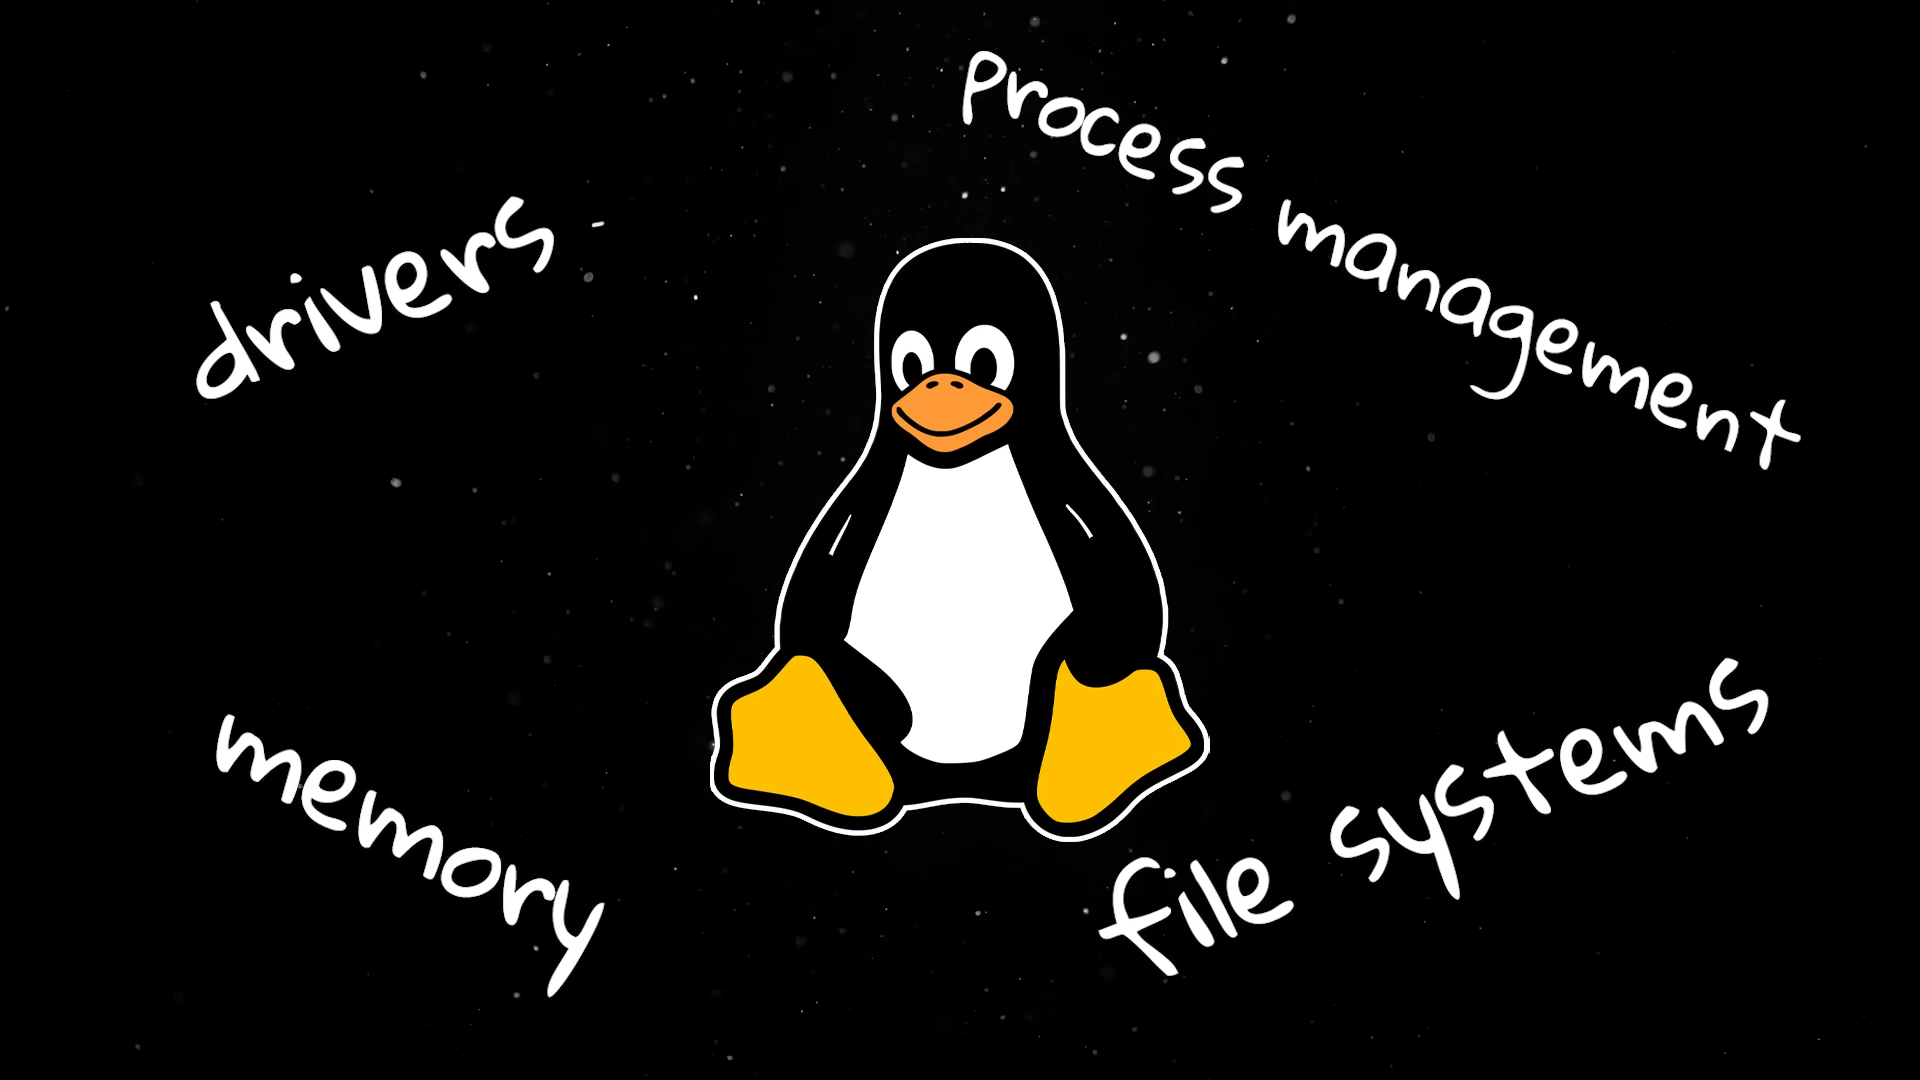 process management
drivers
memory
file systems